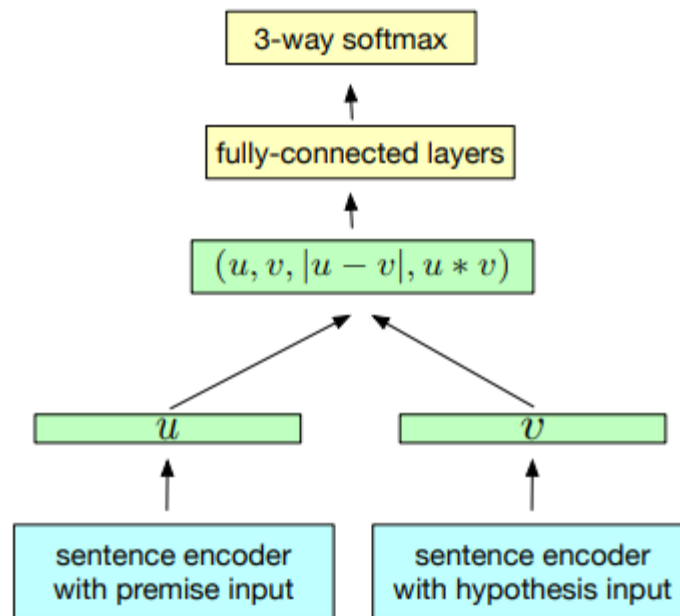 3-way softmax
fully-connected layers
(u, v, |u − v|, u * v)
u
v
sentence encoder
with premise input
sentence encoder
with hypothesis input